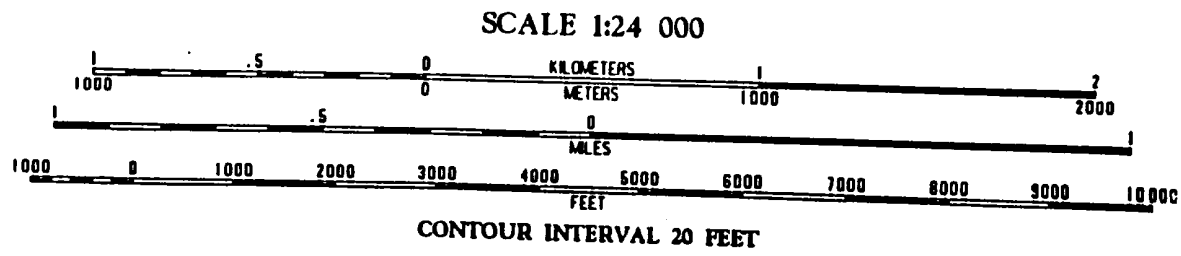 SCALE 1:24 000
1 .5 0 KILOMETERS 1 2
1000 0 METERS 1000 2000
1 .5 0 1
MILES
1000 0 1000 2000 3000 4000 5000 6000 7000 8000 9000 10000
FEET
CONTOUR INTERVAL 20 FEET